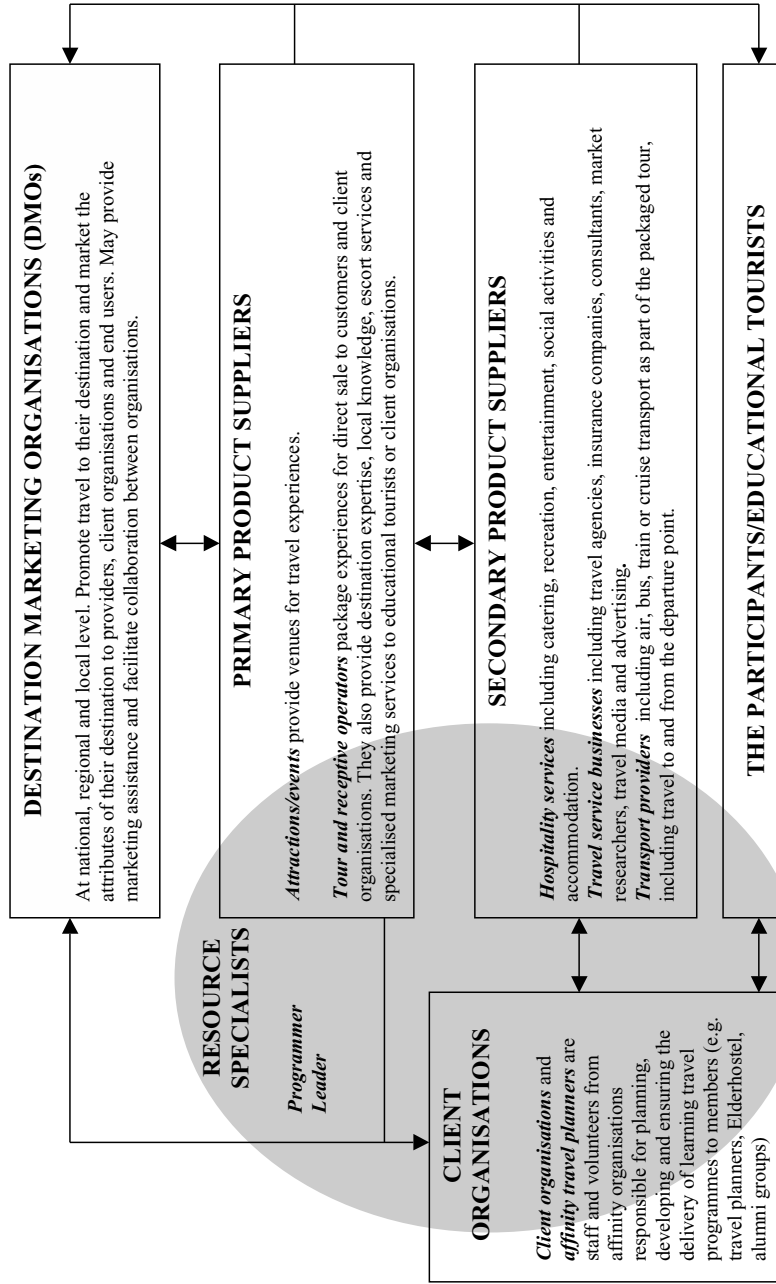 DESTINATION MARKETING ORGANISATIONS (DMOs)
At national, regional and local level. Promote travel to their destination and market the
attributes of their destination to providers, client organisations and end users. May provide
marketing assistance and facilitate collaboration between organisations.
RESOURCE
SPECIALISTS
Programmer
Leader
PRIMARY PRODUCT SUPPLIERS
Attractions/events provide venues for travel experiences.
Tour and receptive operators package experiences for direct sale to customers and client
organisations. They also provide destination expertise, local knowledge, escort services and
specialised marketing services to educational tourists or client organisations.
CLIENT
ORGANISATIONS
Client organisations and
affinity travel planners are
staff and volunteers from
affinity organisations
responsible for planning,
developing and ensuring the
delivery of learning travel
programmes to members (e.g.
travel planners, Elderhostel,
alumni groups)
SECONDARY PRODUCT SUPPLIERS
Hospitality services including catering, recreation, entertainment, social activities and
accommodation.
Travel service businesses including travel agencies, insurance companies, consultants, market
researchers, travel media and advertising.
Transport providers including air, bus, train or cruise transport as part of the packaged tour,
including travel to and from the departure point.
THE PARTICIPANTS/EDUCATIONAL TOURISTS